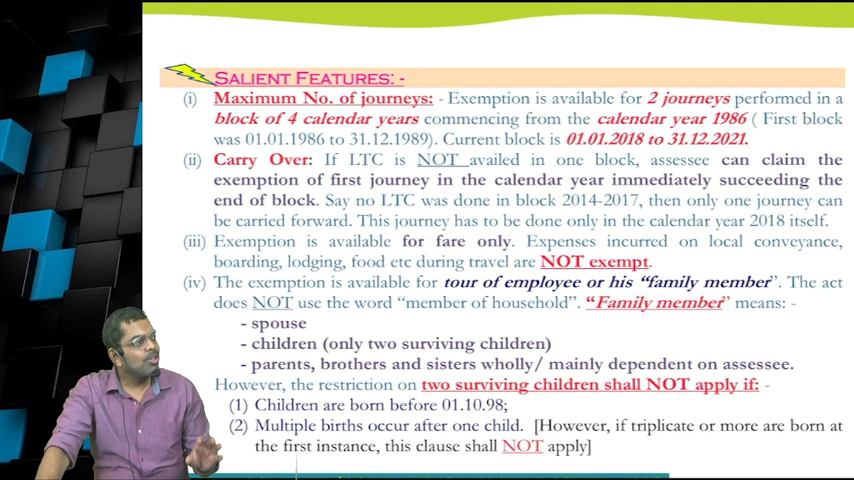 SALIENT FEATURES: -
(i) Maximum No. of journeys: - Exemption is available for 2 journeys performed in a
block of 4 calendar years commencing from the calendar year 1986 ( First block
was 01.01.1986 to 31.12.1989). Current block is 01.01.2018 to 31.12.2021.
(ii) Carry Over: If LTC is NOT availed in one block, assessee can claim the
exemption of first journey in the calendar year immediately succeeding the
end of block. Say no LTC was done in block 2014-2017, then only one journey can
be carried forward. This journey has to be done only in the calendar year 2018 itself.
(iii) Exemption is available for fare only. Expenses incurred on local conveyance,
boarding, lodging, food etc during travel are NOT exempt.
(iv) The exemption is available for tour of employee or his "family member". The act
does NOT use the word "member of household". "Family member" means: -
- spouse
- children (only two surviving children)
- parents, brothers and sisters wholly/ mainly dependent on assessee.
However, the restriction on two surviving children shall NOT apply if: -
(1) Children are born before 01.10.98;
(2) Multiple births occur after one child. [However, if triplicate or more are born at
the first instance, this clause shall NOT apply]